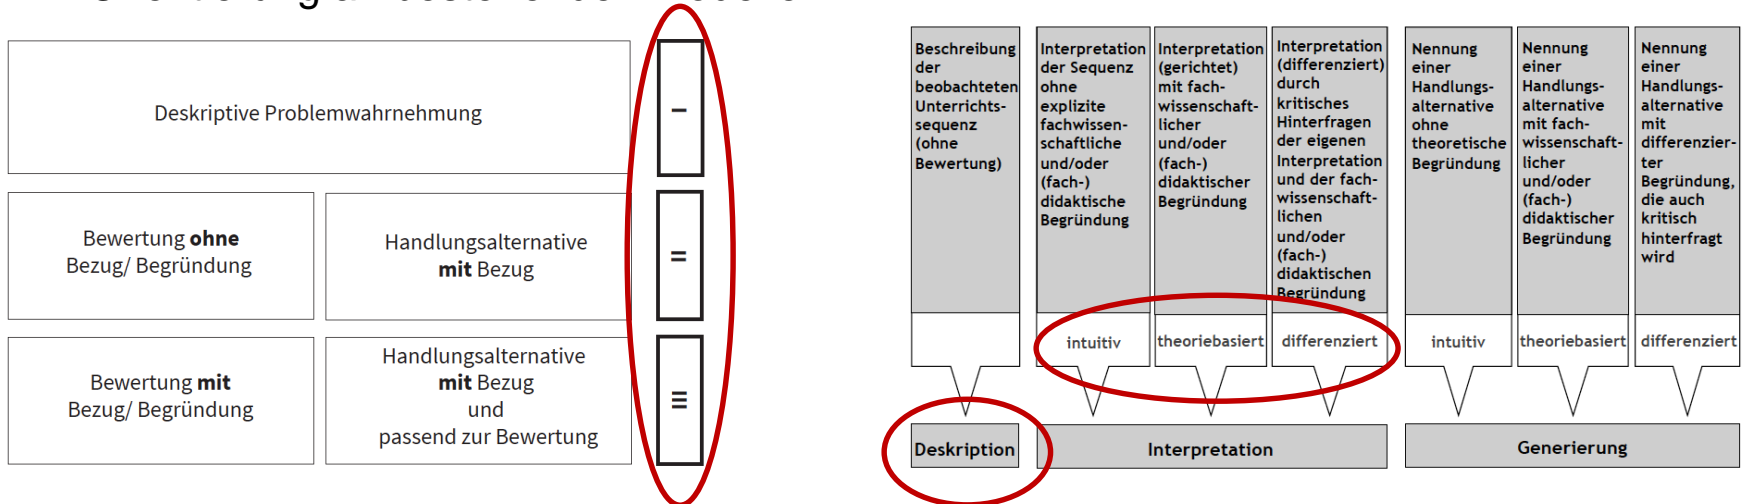 Deskriptive Problemwahrnehmung
I
Bewertung ohne
Bezug/ Begründung
Handlungsalternative
mit Bezug
II
Bewertung mit
Bezug/ Begründung
Handlungsalternative
mit Bezug
und
passend zur Bewertung
III
Beschreibung
der
beobachteten
Unterrichts-
sequenz
(ohne
Bewertung)
Interpretation
der Sequenz
ohne
explizite
fachwissen-
schaftliche
und/oder
(fach-)
didaktische
Begründung
Interpretation
(gerichtet)
mit fach-
wissenschaft-
licher
und/oder
(fach-)
didaktischer
Begründung
Interpretation
(differenziert)
durch
kritisches
Hinterfragen
der eigenen
Interpretation
und der fach-
wissenschaft-
lichen
und/oder
(fach-)
didaktischen
Begründung
Nennung
einer
Handlungs-
alternative
ohne
theoretische
Begründung
Nennung
einer
Handlungs-
alternative
mit fach-
wissenschaft-
licher
und/oder
(fach-)
didaktischer
Begründung
Nennung
einer
Handlungs-
alternative
mit
differenzier-
ter
Begründung,
die auch
kritisch
hinterfragt
wird
intuitiv
theoriebasiert
differenziert
intuitiv
theoriebasiert
differenziert
Deskription
Interpretation
Generierung